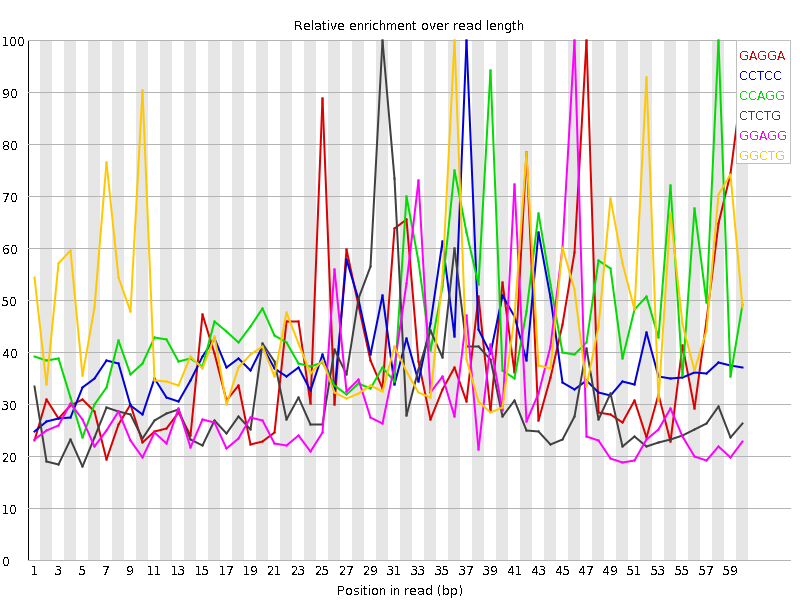 Relative enrichment over read length
100
90
80
70
60
50
40
30
20
10
0
GAGGA
CCTCC
CCAGG
CTCTG
GGAGG
GGCTG
1 3 5 7 9 11 13 15 17 19 21 23 25 27 29 31 33 35 37 39 41 43 45 47 49 51 53 55 57 59
Position in read (bp)